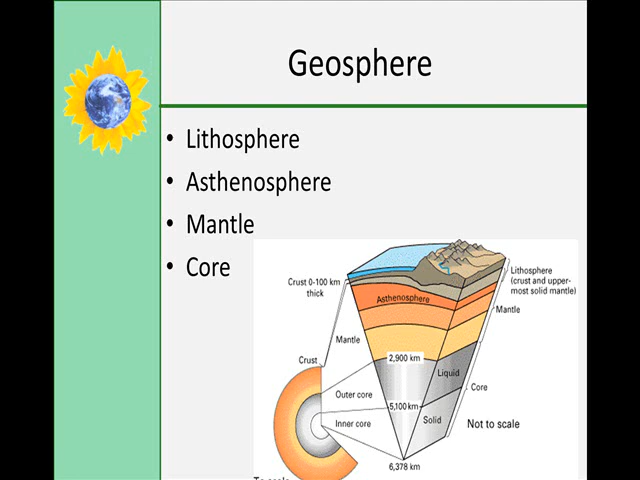 Geosphere
• Lithosphere
• Asthenosphere
• Mantle
• Core
Crust 0-100 km
thick
Asthenosphere
Lithosphere
(crust and upper-
most solid mantle)
Mantle
Mantle
2,900 km
Crust
Liquid
Core
Outer core
5,100 km
Inner core
Solid
Not to scale
6,378 km
To scale